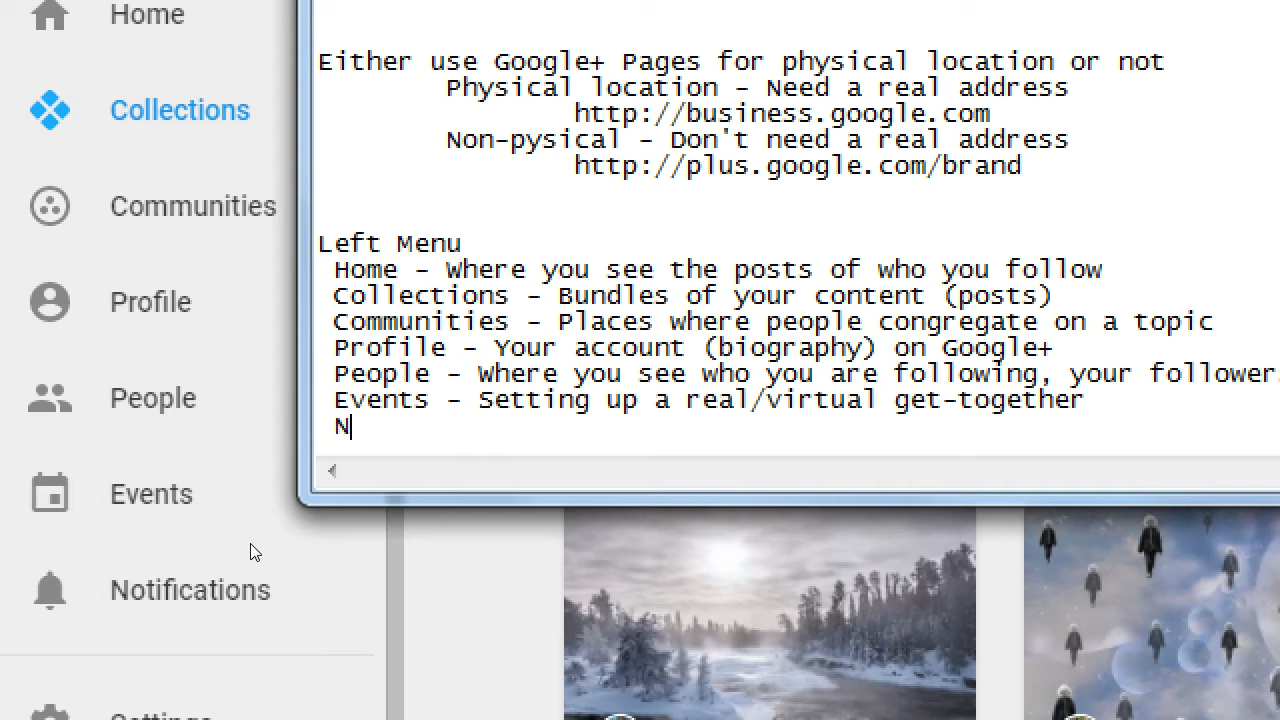 Home
Collections
Communities
Profile
People
Events
Notifications
Settings
Either use Google+ Pages for physical location or not
Physical location - Need a real address
http://business.google.com
Non-pysical - Don't need a real address
http://plus.google.com/brand
Left Menu
Home - Where you see the posts of who you follow
Collections - Bundles of your content (posts)
Communities - Places where people congregate on a topic
Profile - Your account (biography) on Google+
People - Where you see who you are following, your follower
Events - Setting up a real/virtual get-together
N